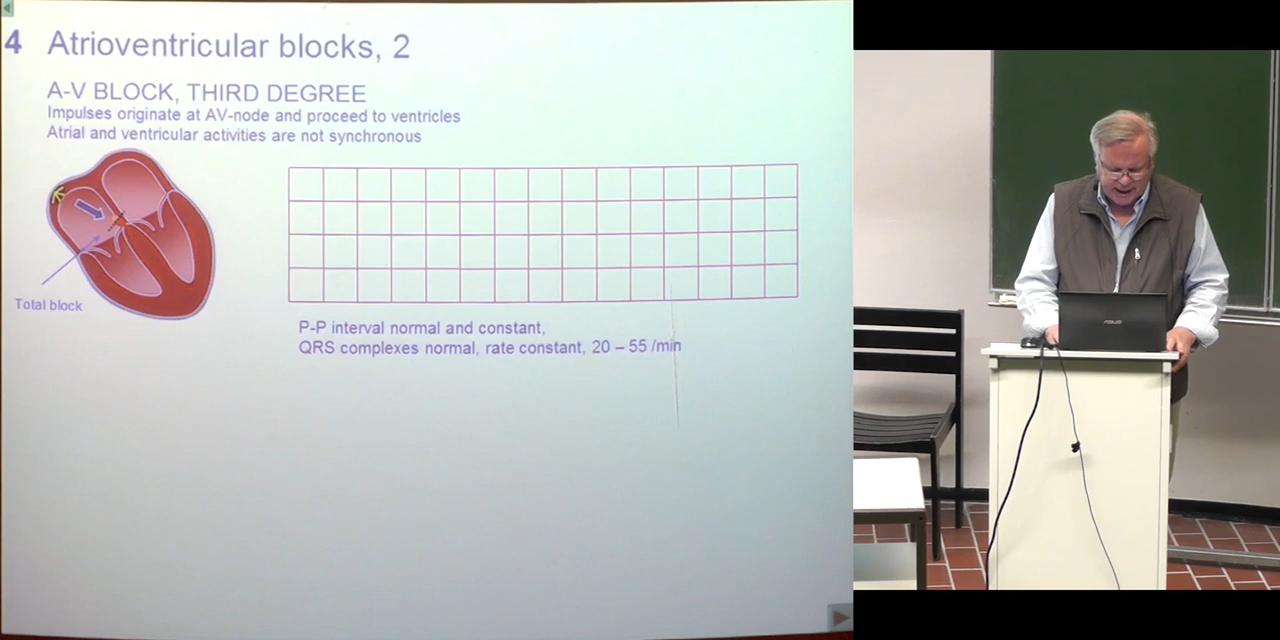 4 Atrioventricular blocks, 2
A-V BLOCK, THIRD DEGREE
Impulses originate at AV-node and proceed to ventricles
Atrial and ventricular activities are not synchronous
Total block
P-P interval normal and constant,
QRS complexes normal, rate constant, 20 – 55 /min
ASUS